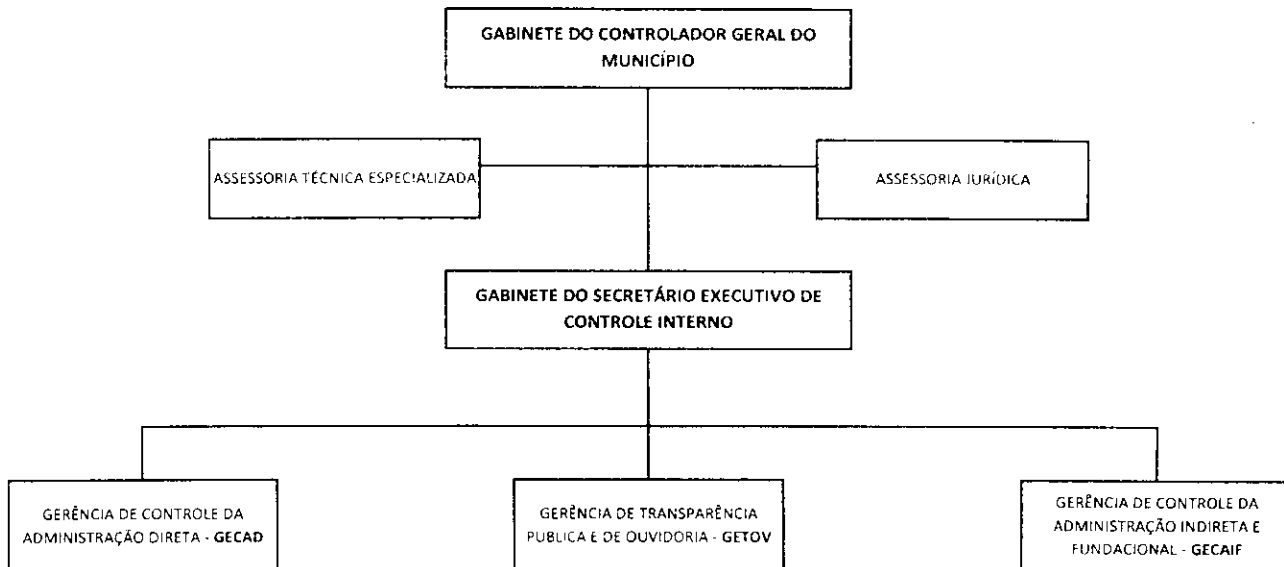 GABINETE DO CONTROLADOR GERAL DO
MUNICÍPIO
ASSESSORIA TÉCNICA ESPECIALIZADA
ASSESSORIA JURÍDICA
GABINETE DO SECRETÁRIO EXECUTIVO DE
CONTROLE INTERNO
GERÊNCIA DE CONTROLE DA
ADMINISTRAÇÃO DIRETA - GECAD
GERÊNCIA DE TRANSPARÊNCIA
PUBLICA E DE OUVIDORIA - GETOV
GERÊNCIA DE CONTROLE DA
ADMINISTRAÇÃO INDIRETA E
FUNDACIONAL - GECAIF